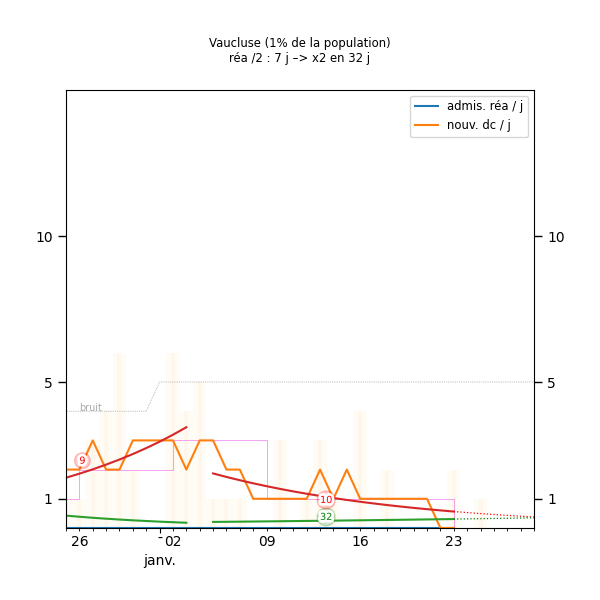 Vaucluse (1% de la population)
réa /2 : 7 j –> x2 en 32 j
admis. réa / j
nouv. dc / j
10 10
5 5
bruit
9
1 10 1
32
26 02 09 16 23
janv.